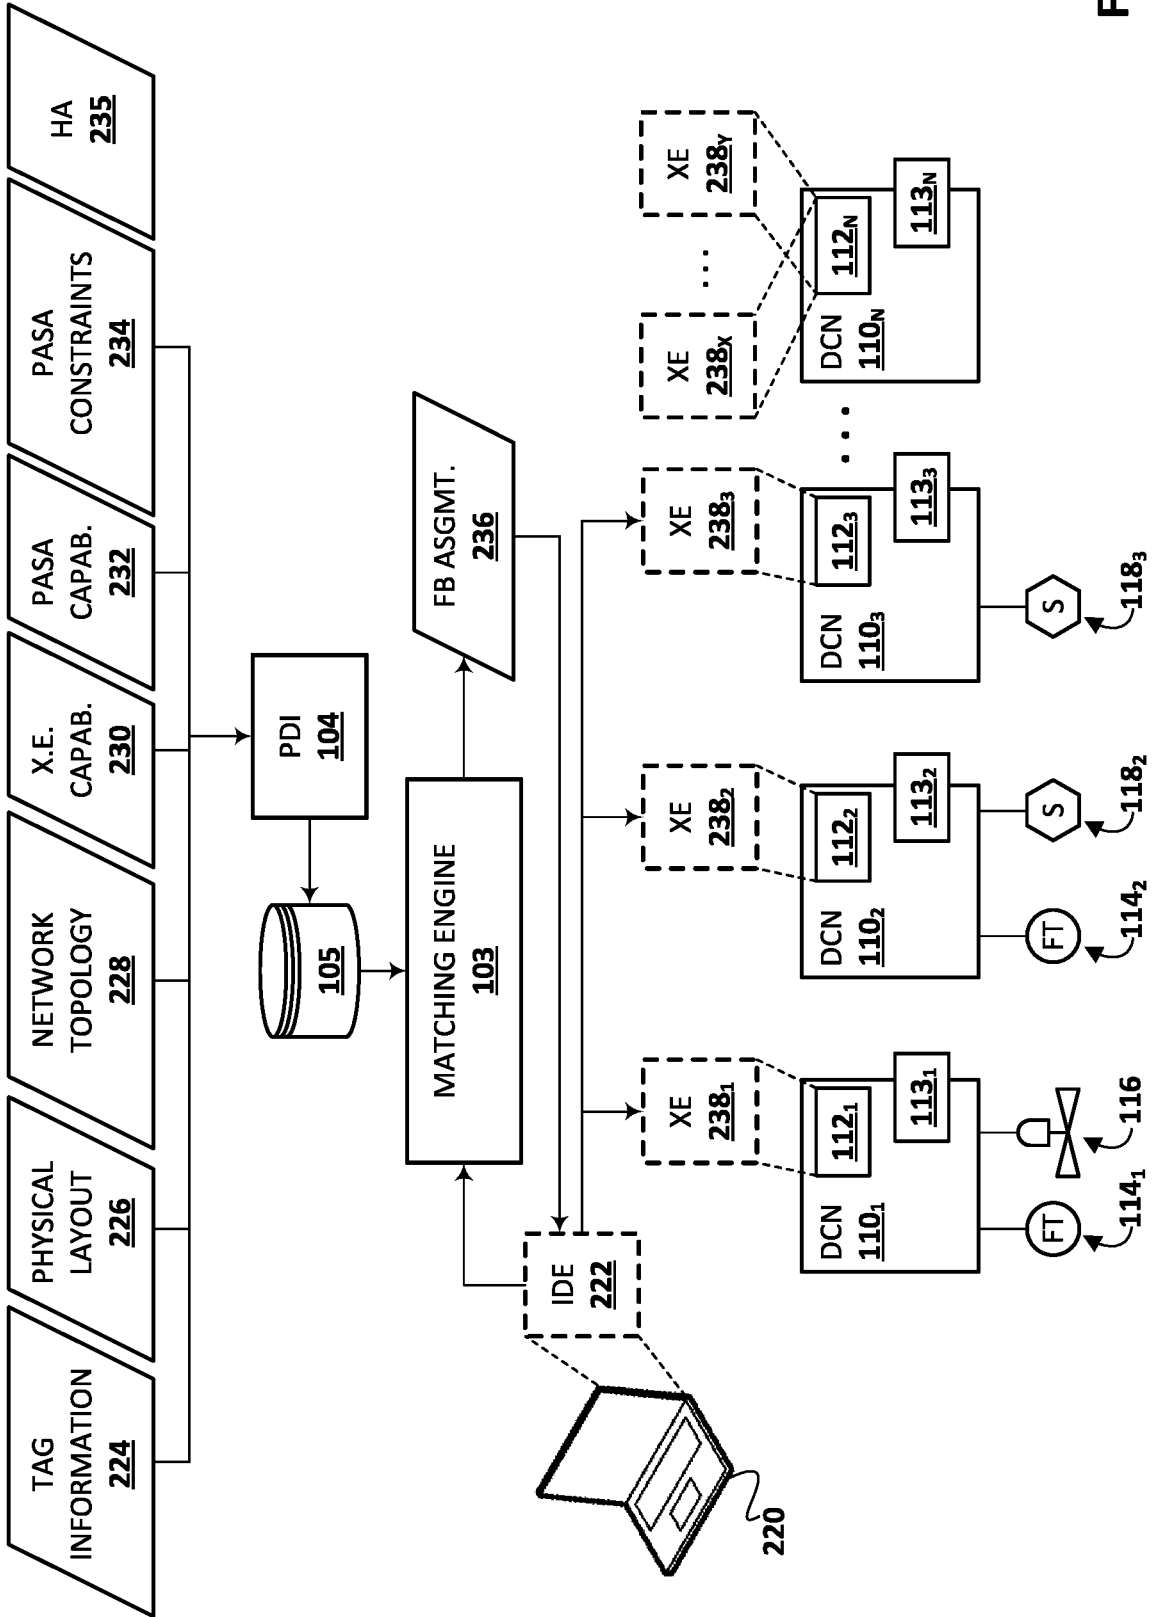 TAG
INFORMATION
224
PHYSICAL
LAYOUT
226
NETWORK
TOPOLOGY
228
X.E.
CAPAB.
230
PASA
CAPAB.
232
PASA
CONSTRAINTS
234
HA
235
PDI
104
105
MATCHING ENGINE
103
FB ASGMT.
236
IDE
222
220
XE
238₁
XE
238₂
XE
238₃
XE
238X
...
XE
238Y
DCN
110₁
112₁
113₁
DCN
110₂
112₂
113₂
DCN
110₃
112₃
113₃
...
DCN
110N
112N
113N
FT
114₁
116
FT
114₂
S
118₂
S
118₃